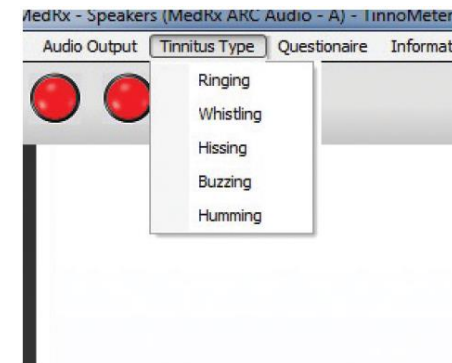 MedRx - Speakers (MedRx ARC Audio - A) - TinnoMeter
Audio Output Tinnitus Type Questionaire Informat
Ringing
Whistling
Hissing
Buzzing
Humming